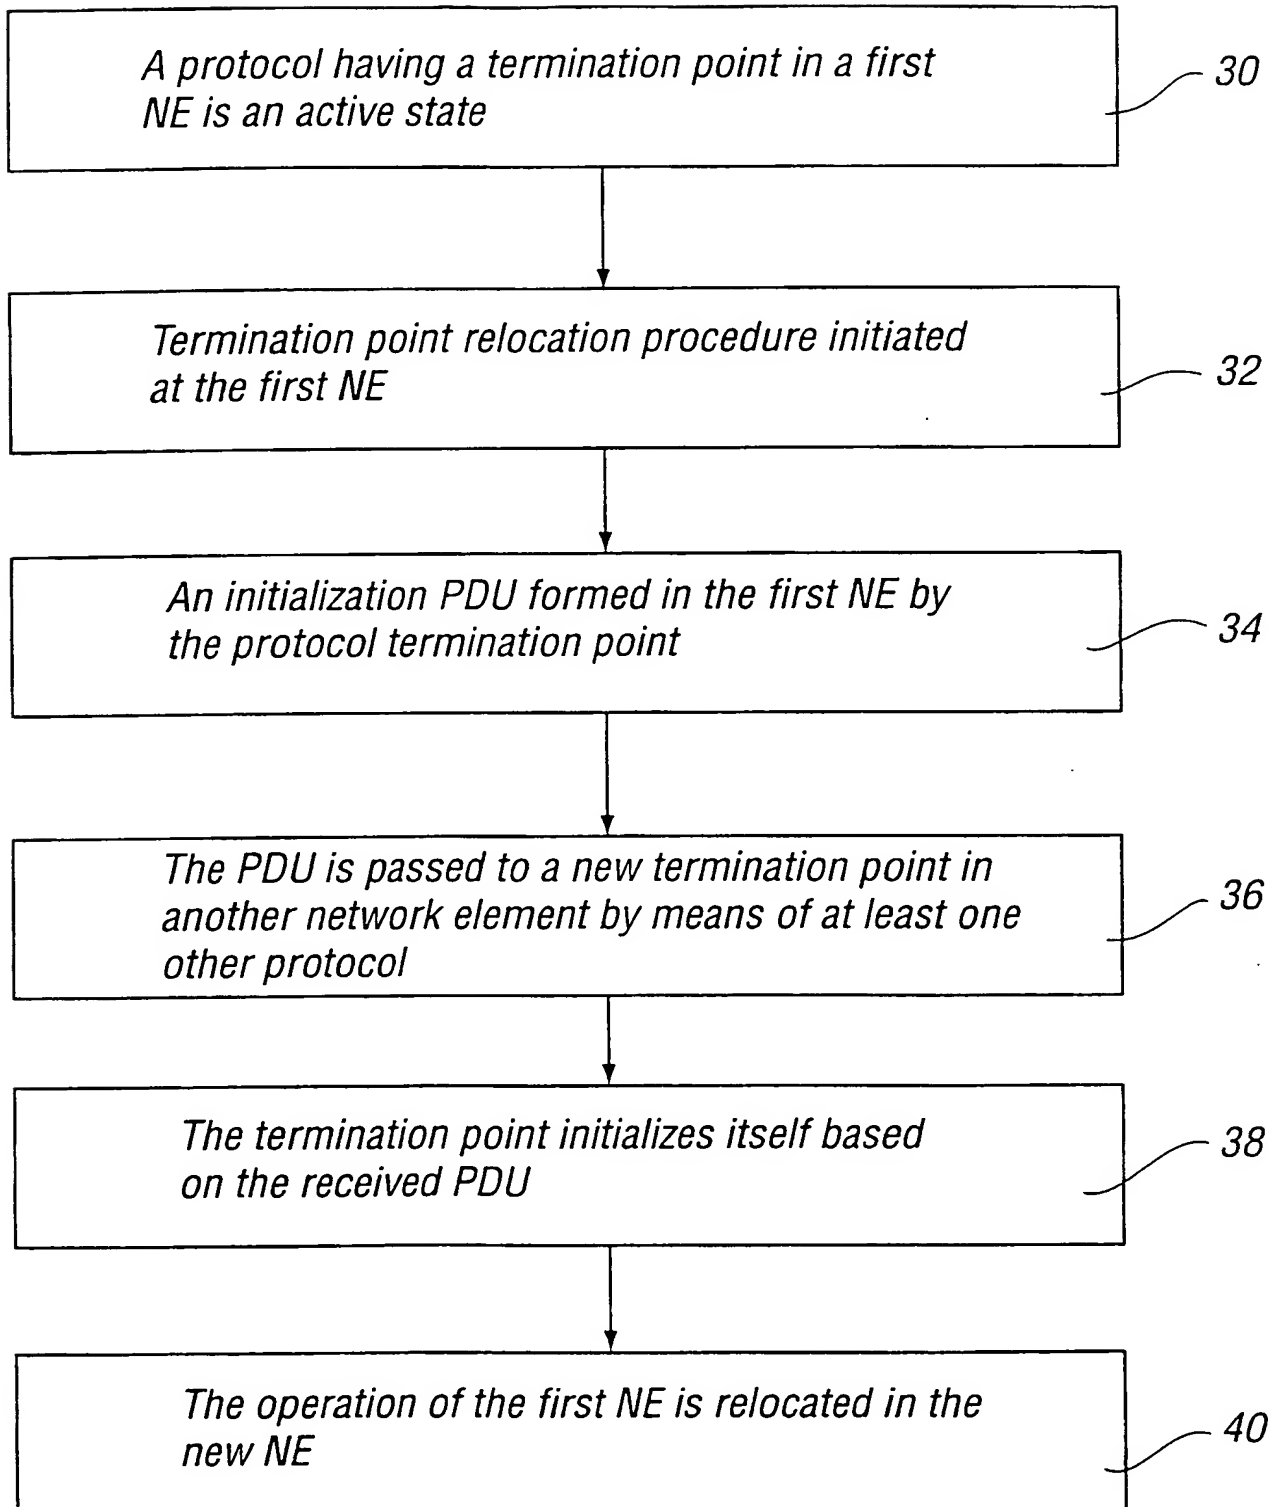 A protocol having a termination point in a first
NE is an active state
30
Termination point relocation procedure initiated
at the first NE
32
An initialization PDU formed in the first NE by
the protocol termination point
34
The PDU is passed to a new termination point in
another network element by means of at least one
other protocol
36
The termination point initializes itself based
on the received PDU
38
The operation of the first NE is relocated in the
new NE
40